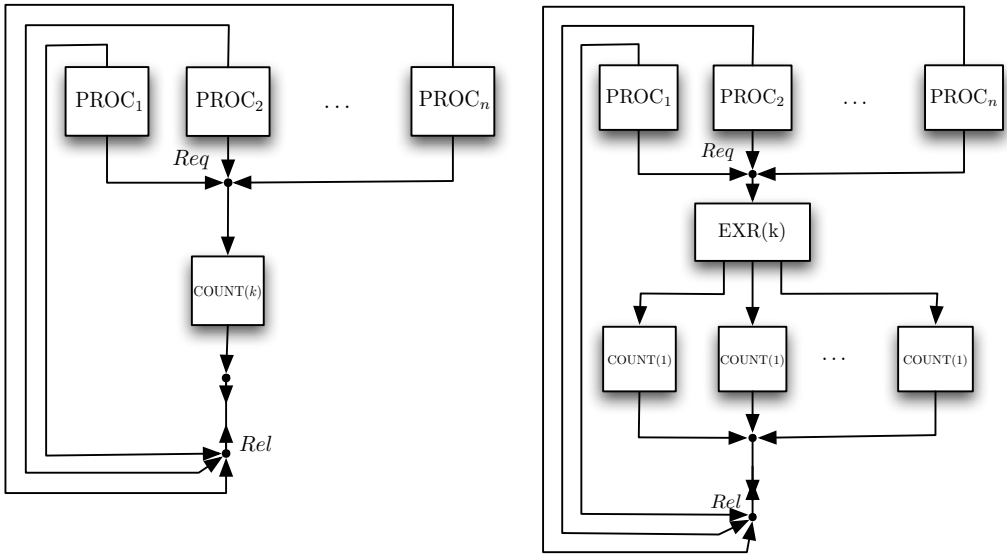 PROC₁ PROC₂ ... PROCₙ
Req
COUNT(k)
Rel
PROC₁ PROC₂ ... PROCₙ
Req
EXR(k)
COUNT(1) COUNT(1) ... COUNT(1)
Rel